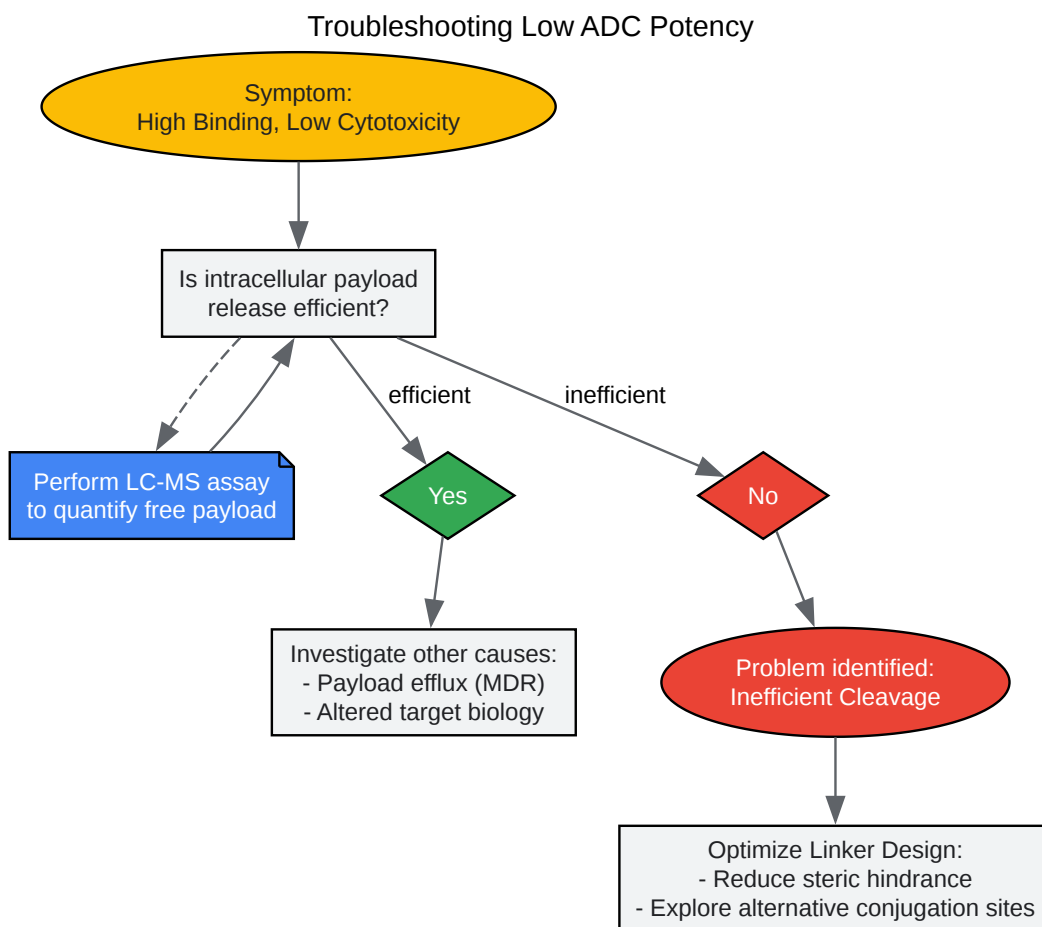 Troubleshooting Low ADC Potency
Symptom:
High Binding, Low Cytotoxicity
Is intracellular payload
release efficient?
efficient
inefficient
Perform LC-MS assay
to quantify free payload
Yes
No
Investigate other causes:
- Payload efflux (MDR)
- Altered target biology
Problem identified:
Inefficient Cleavage
Optimize Linker Design:
- Reduce steric hindrance
- Explore alternative conjugation sites